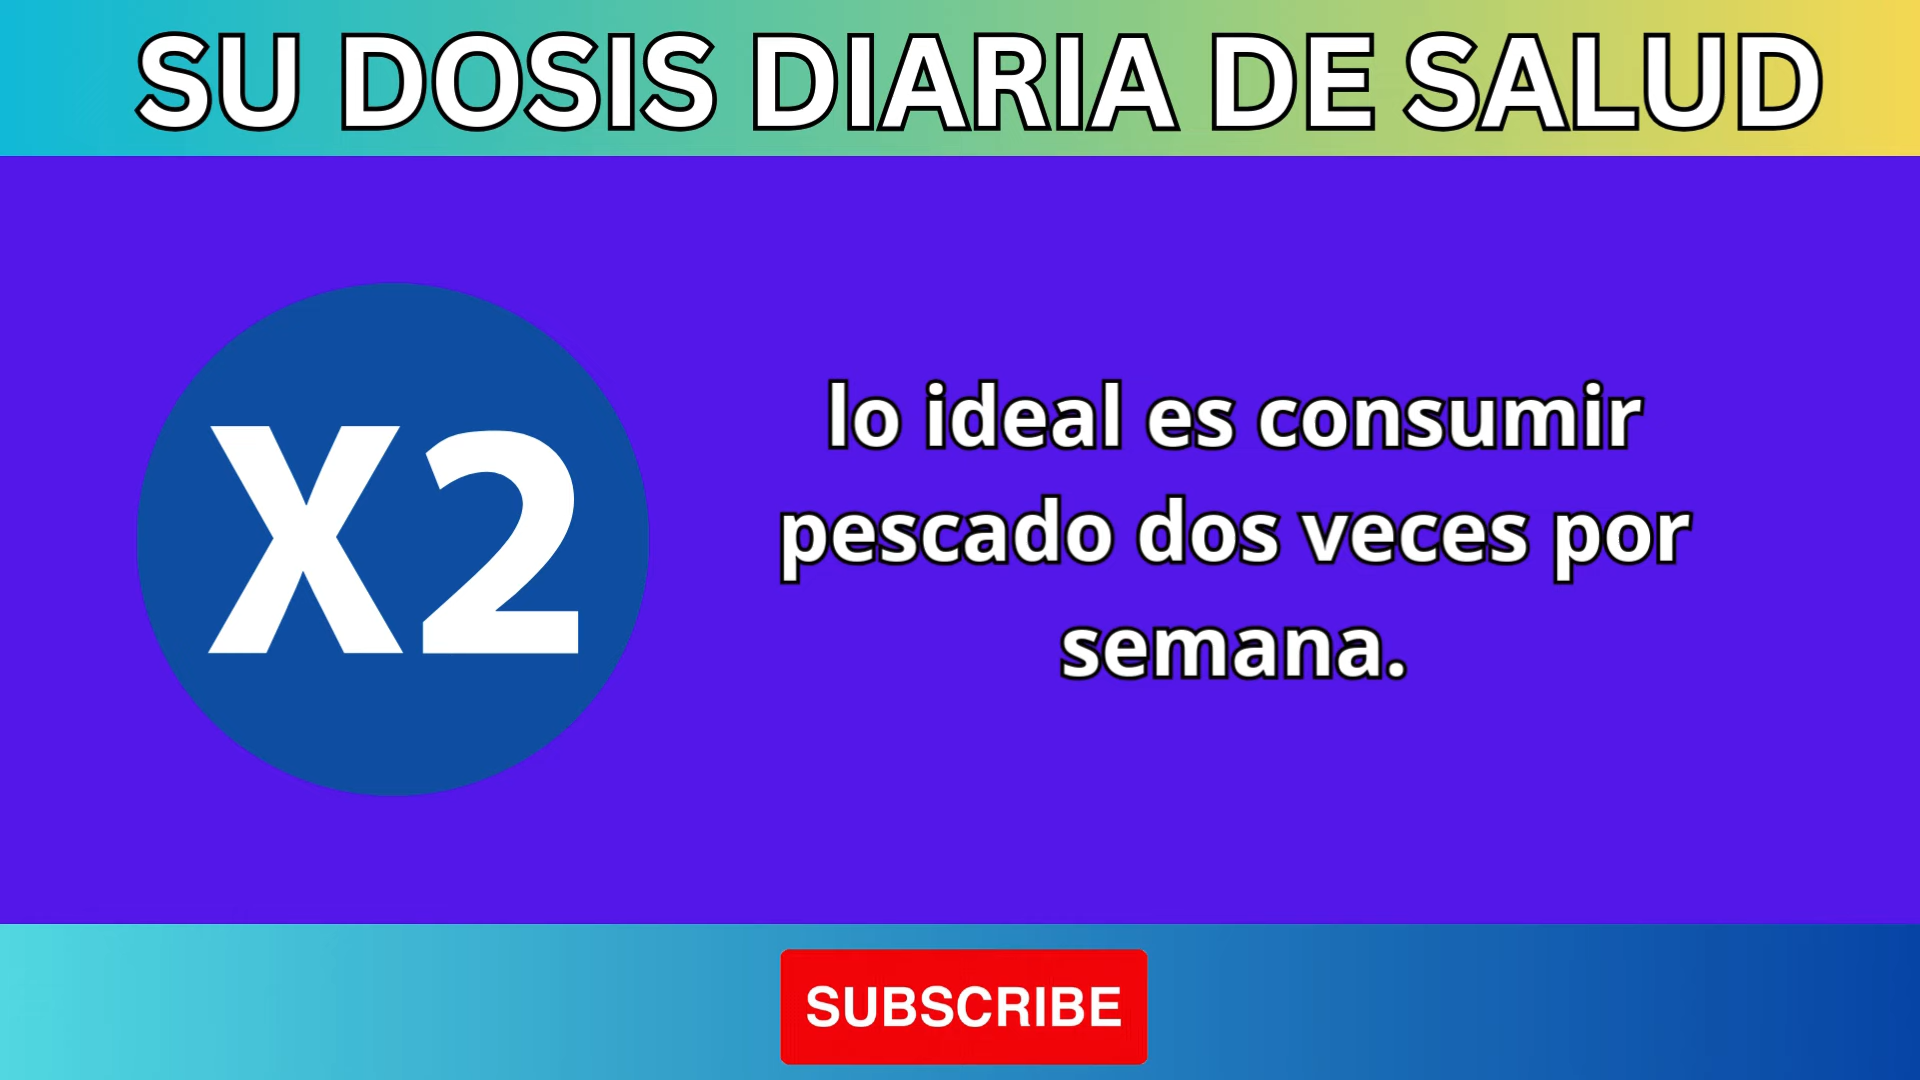 SU DOSIS DIARIA DE SALUD
X2
lo ideal es consumir
pescado dos veces por
semana.
SUBSCRIBE